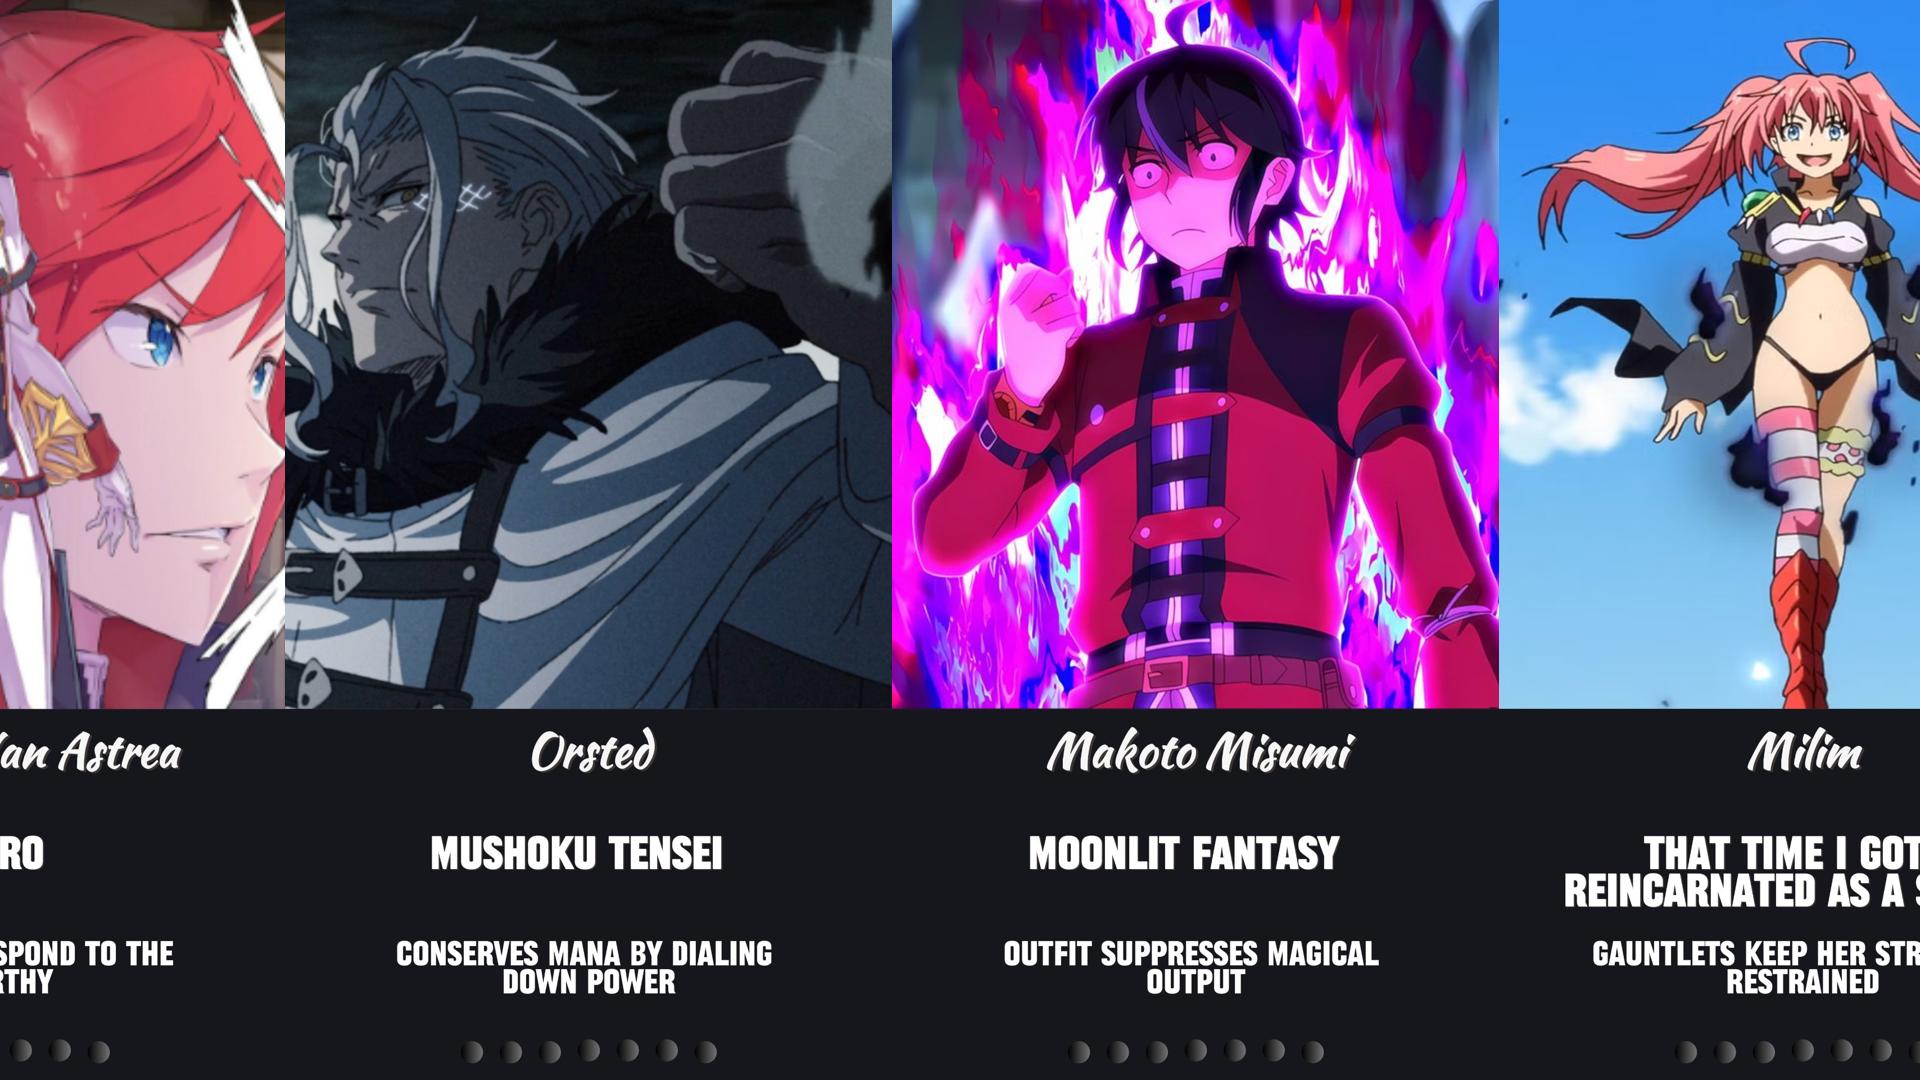 Van Astrea
RO
SPOND TO THE
RTHY
Orsted
MUSHOKU TENSEI
CONSERVES MANA BY DIALING
DOWN POWER
Makoto Misumi
MOONLIT FANTASY
OUTFIT SUPPRESSES MAGICAL
OUTPUT
Milim
THAT TIME I GOT
REINCARNATED AS A S
GAUNTLETS KEEP HER STR
RESTRAINED